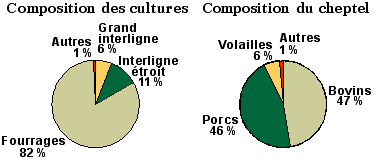 Composition des cultures
Grand
interligne
6 %
Autres
1 %
Interligne
étroit
11 %
Fourrages
82 %
Composition du cheptel
Autres
1 %
Volailles
6 %
Bovins
47 %
Porcs
46 %